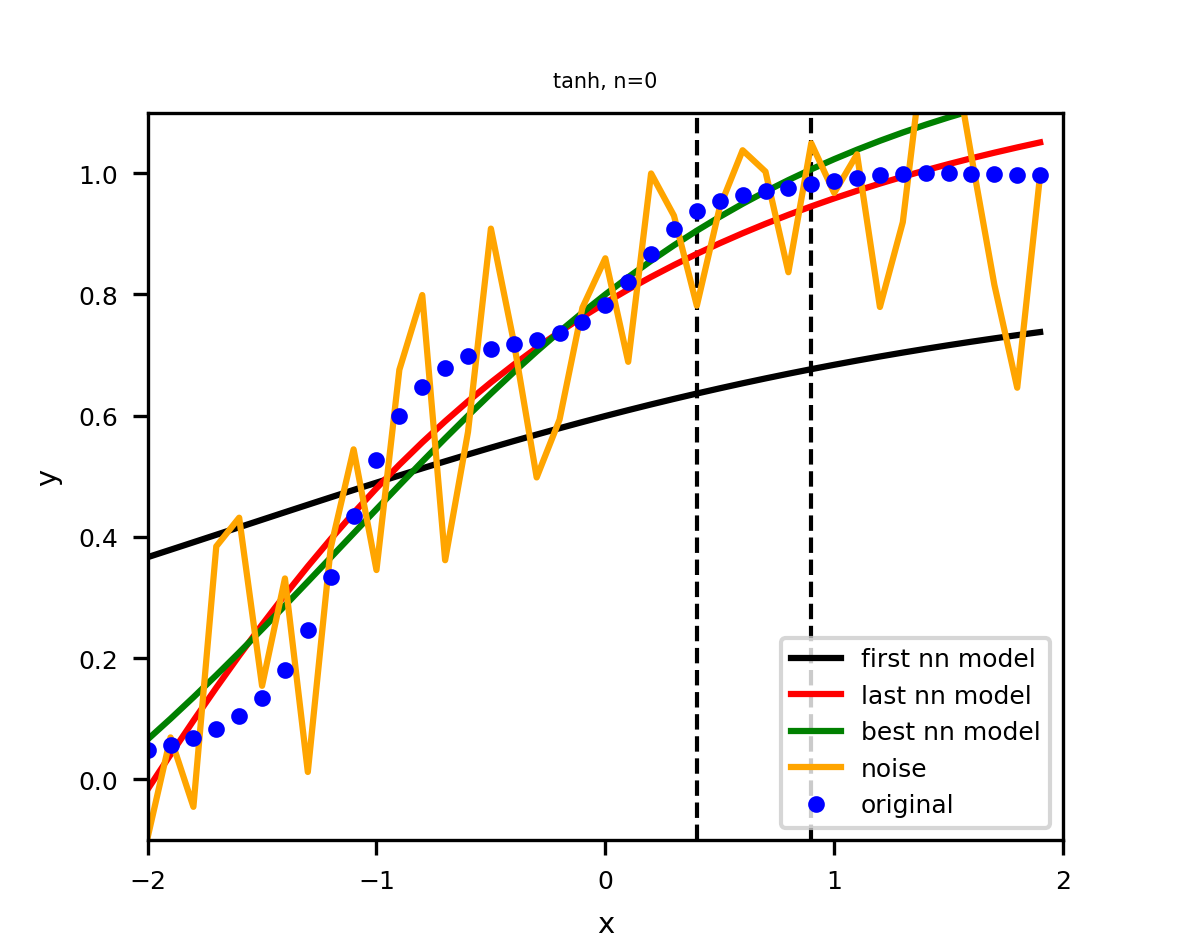 tanh, n=0
1.0
0.8
0.6
0.4
0.2
0.0
y
−2
−1
0
1
2
x
first nn model
last nn model
best nn model
noise
original